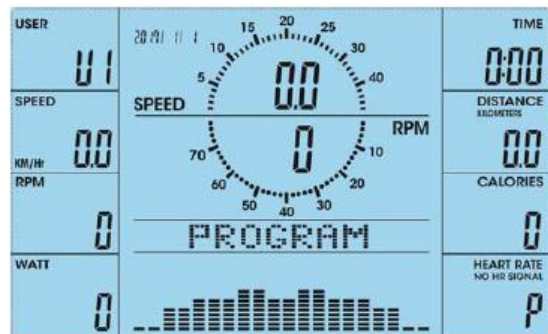 USER
U1
SPEED
KM/Hr 0.0
RPM
0
WATT
0
5 10 15 20 25 30 40
SPEED 0.0
0 RPM
70 60 50 40 30 20 10
PROGRAM
TIME
0:00
DISTANCE
KILOMETERS
0.0
CALORIES
0
HEART RATE
NO HR SIGNAL
P